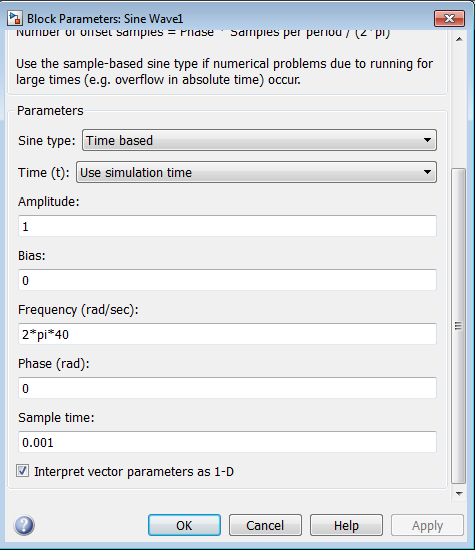 Block Parameters: Sine Wave1
Number of offset samples = Phase * Samples per period / (2*pi)
Use the sample-based sine type if numerical problems due to running for
large times (e.g. overflow in absolute time) occur.
Parameters
Sine type: Time based
Time (t): Use simulation time
Amplitude:
1
Bias:
0
Frequency (rad/sec):
2*pi*40
Phase (rad):
0
Sample time:
0.001
Interpret vector parameters as 1-D
OK Cancel Help Apply